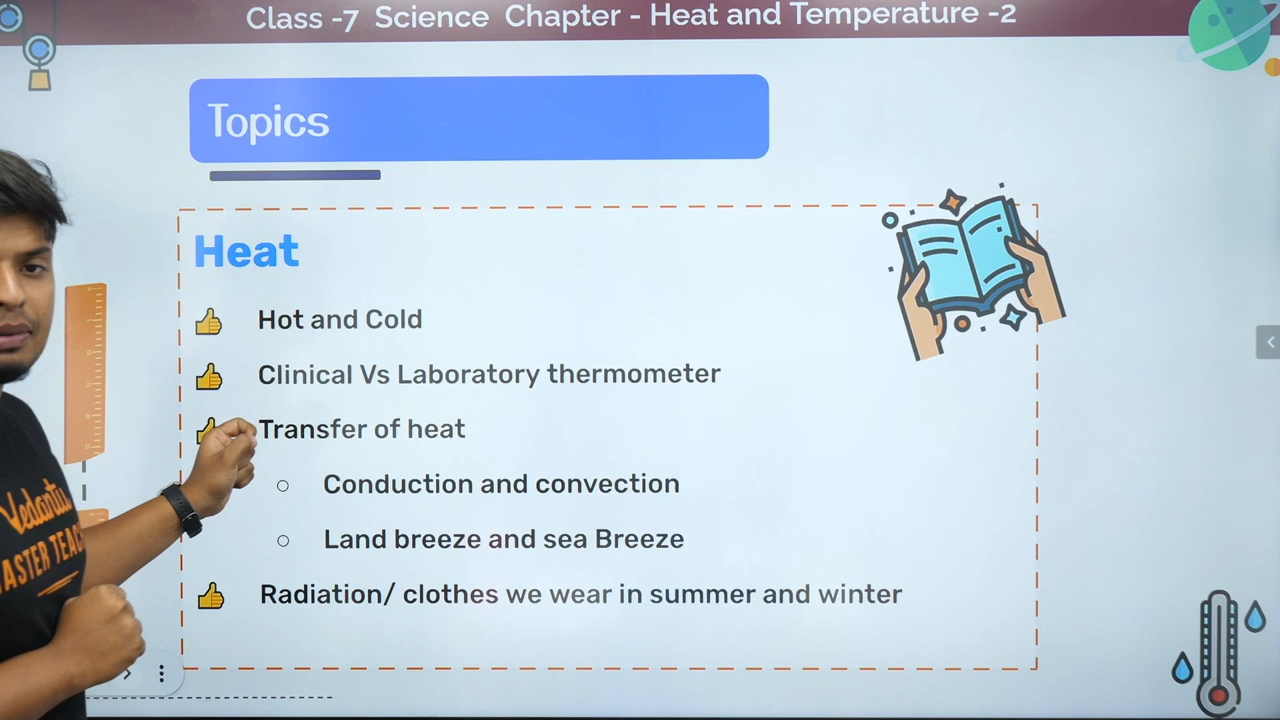 Class -7 Science Chapter - Heat and Temperature -2
Topics
Heat
Hot and Cold
Clinical Vs Laboratory thermometer
Transfer of heat
Conduction and convection
Land breeze and sea Breeze
Radiation/ clothes we wear in summer and winter
Vedantu